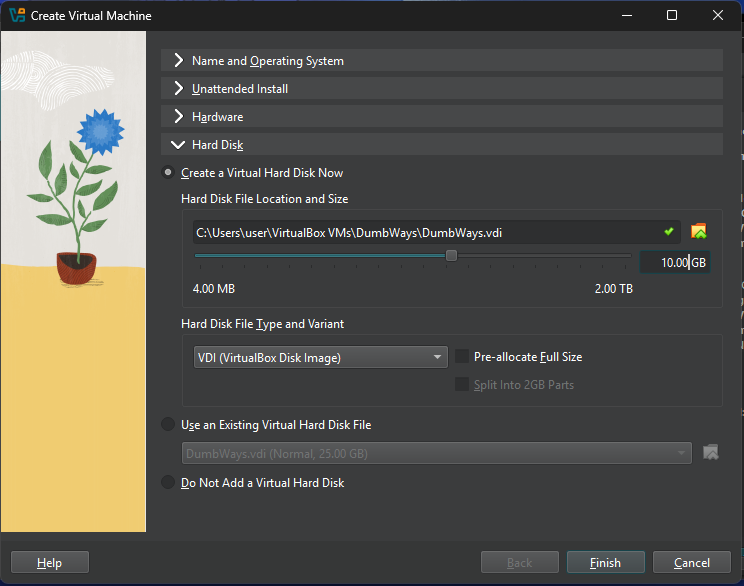 Create Virtual Machine
Name and Operating System
Unattended Install
Hardware
Hard Disk
Create a Virtual Hard Disk Now
Hard Disk File Location and Size
C:\Users\user\VirtualBox VMs\DumbWays\DumbWays.vdi
10.00 GB
4.00 MB 2.00 TB
Hard Disk File Type and Variant
VDI (VirtualBox Disk Image) Pre-allocate Full Size
Split Into 2GB Parts
Use an Existing Virtual Hard Disk File
DumbWays.vdi (Normal, 25.00 GB)
Do Not Add a Virtual Hard Disk
Help Back Finish Cancel